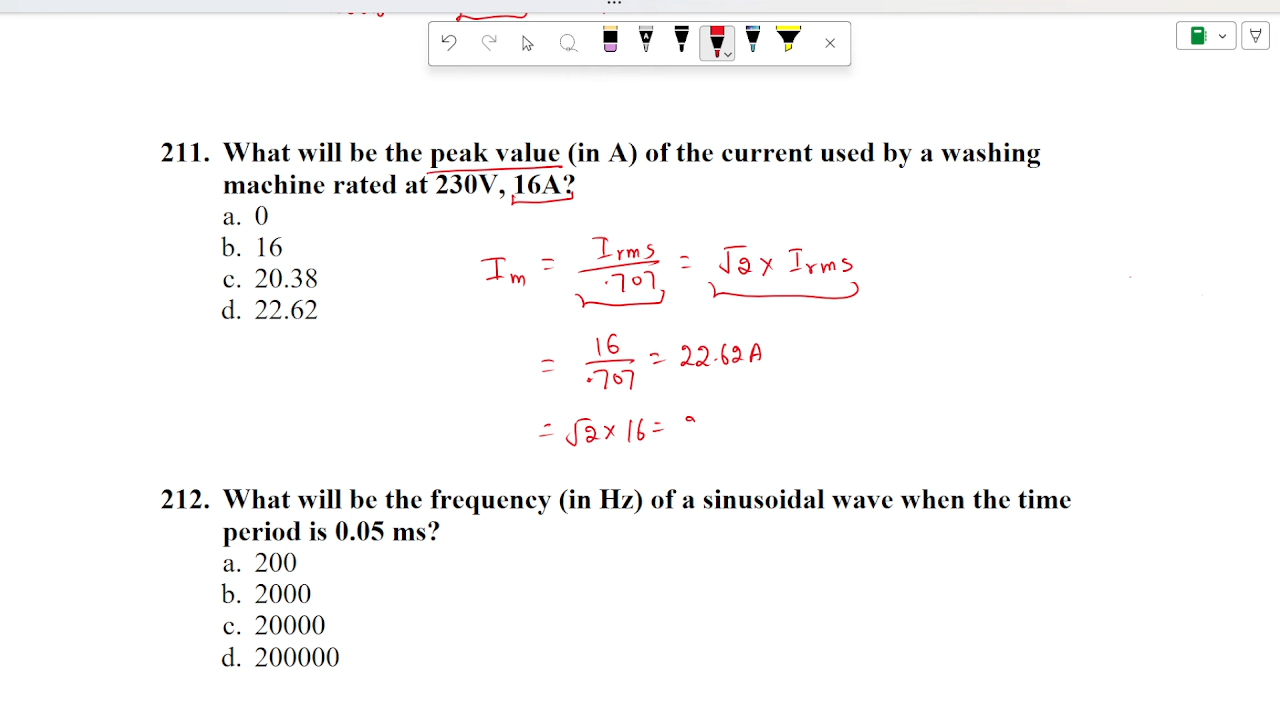 211. What will be the peak value (in A) of the current used by a washing
machine rated at 230V, 16A?
a. 0
b. 16
c. 20.38
d. 22.62
Im = Irms / .707 = √2 × Irms
= 16 / .707 = 22.62 A
= √2 × 16 =
212. What will be the frequency (in Hz) of a sinusoidal wave when the time
period is 0.05 ms?
a. 200
b. 2000
c. 20000
d. 200000